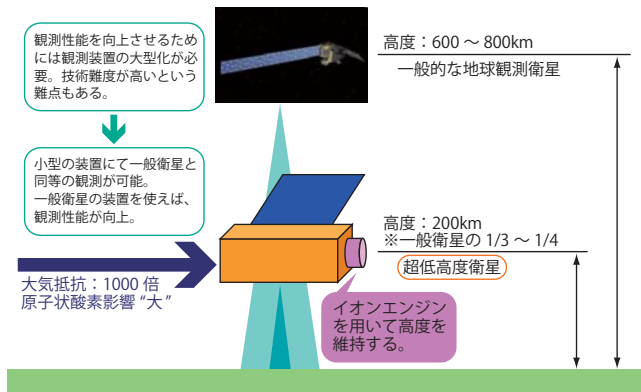 観測性能を向上させるため
には観測装置の大型化が必
要。技術難度が高いという
難点もある。
小型の装置にて一般衛星と
同等の観測が可能。
一般衛星の装置を使えば、
観測性能が向上。
高度：600 〜 800km
一般的な地球観測衛星
高度：200km
※一般衛星の 1/3 〜 1/4
超低高度衛星
大気抵抗：1000 倍
原子状酸素影響 “大 ”
イオンエンジン
を用いて高度を
維持する。